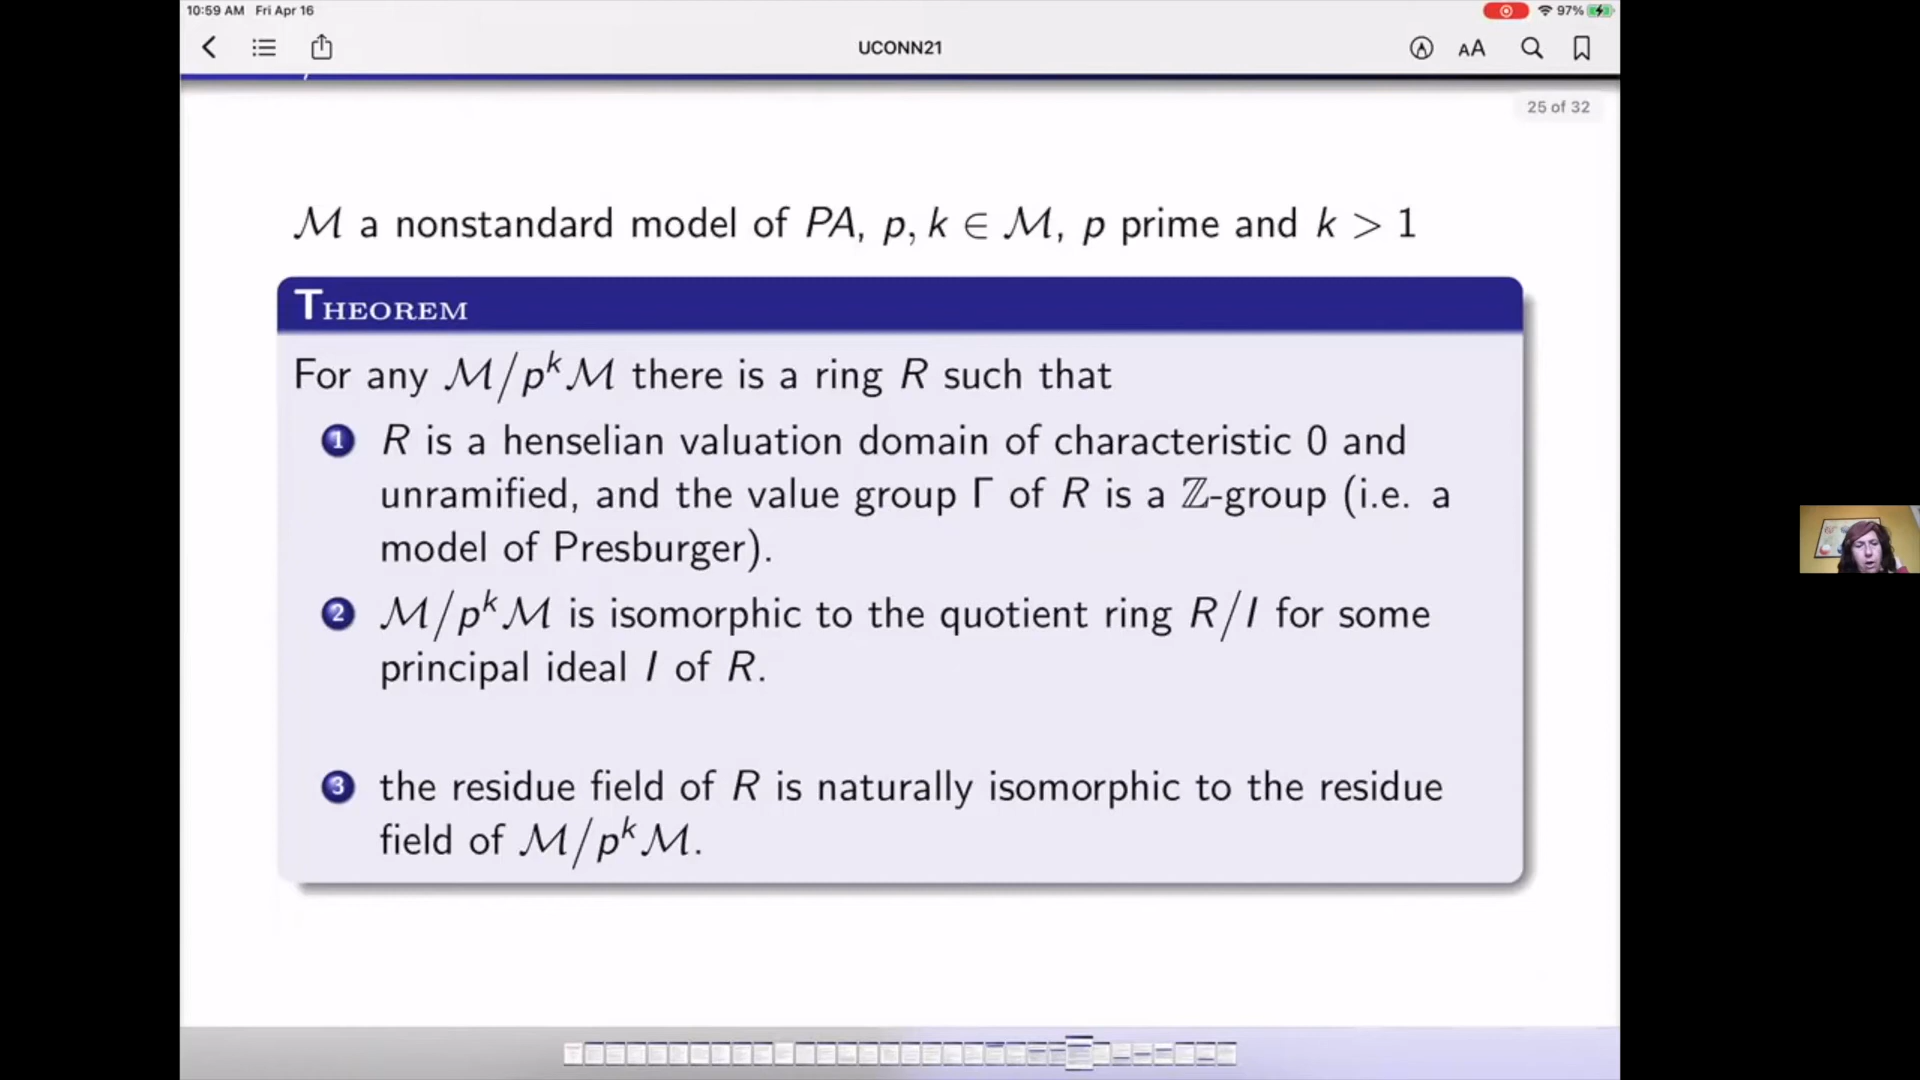 10:59 AM Fri Apr 16
97%
UCONN21
AA
25 of 32
ℳ a nonstandard model of PA, p, k ∈ ℳ, p prime and k > 1
THEOREM
For any ℳ/pᵏℳ there is a ring R such that
1 R is a henselian valuation domain of characteristic 0 and
unramified, and the value group Γ of R is a ℤ-group (i.e. a
model of Presburger).
2 ℳ/pᵏℳ is isomorphic to the quotient ring R/I for some
principal ideal I of R.
3 the residue field of R is naturally isomorphic to the residue
field of ℳ/pᵏℳ.